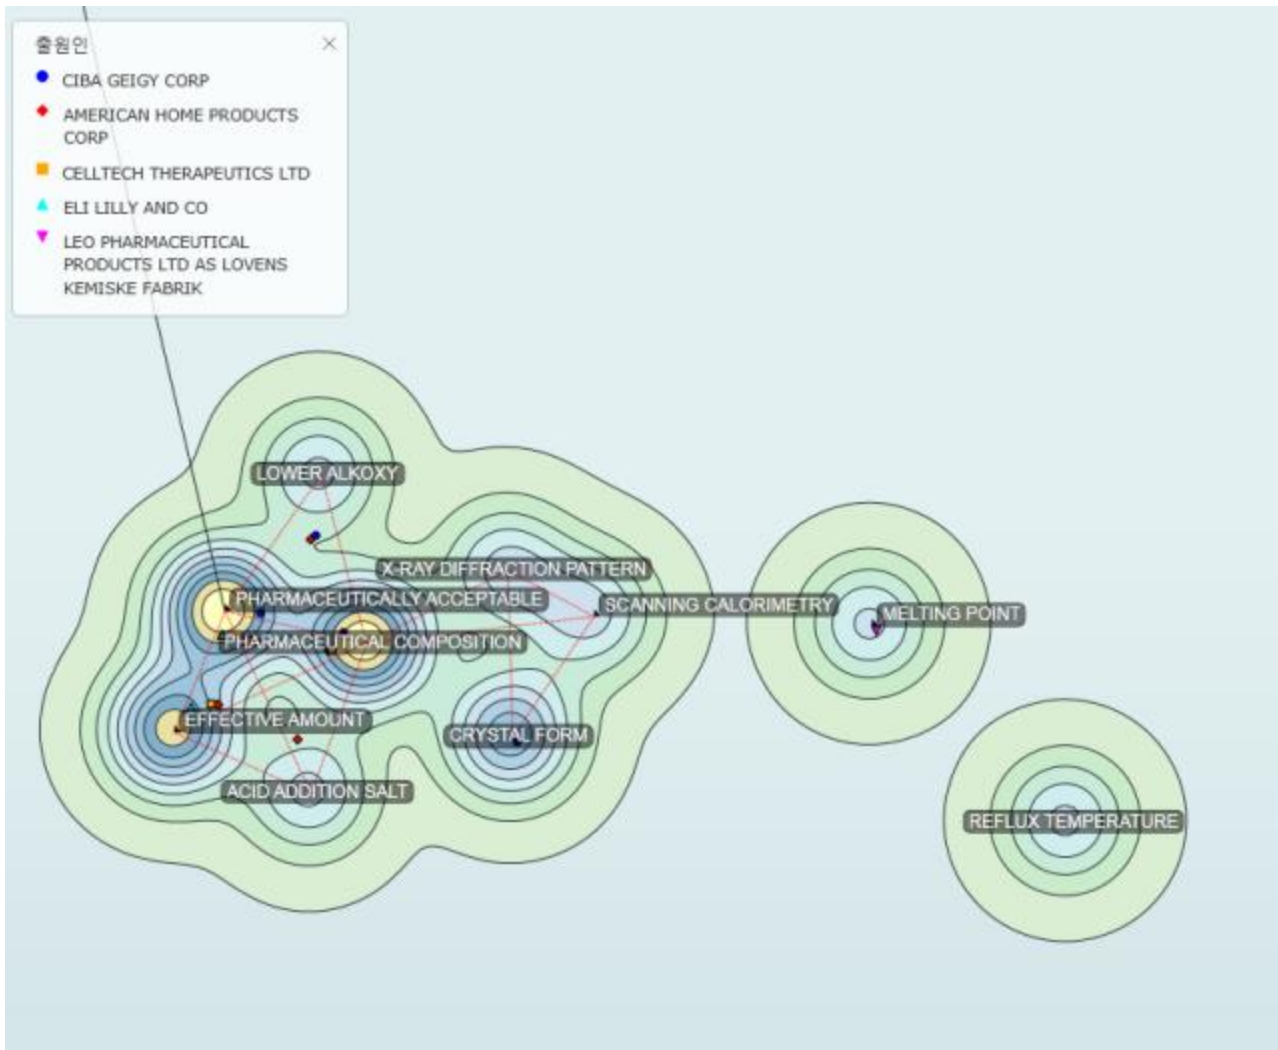 출원인
CIBA GEIGY CORP
AMERICAN HOME PRODUCTS
CORP
CELLTECH THERAPEUTICS LTD
ELI LILLY AND CO
LEO PHARMACEUTICAL
PRODUCTS LTD AS LOVENS
KEMISKE FABRIK
LOWER ALKOXY
X-RAY DIFFRACTION PATTERN
PHARMACEUTICALLY ACCEPTABLE
SCANNING CALORIMETRY
MELTING POINT
PHARMACEUTICAL COMPOSITION
EFFECTIVE AMOUNT
CRYSTAL FORM
ACID ADDITION SALT
REFLUX TEMPERATURE